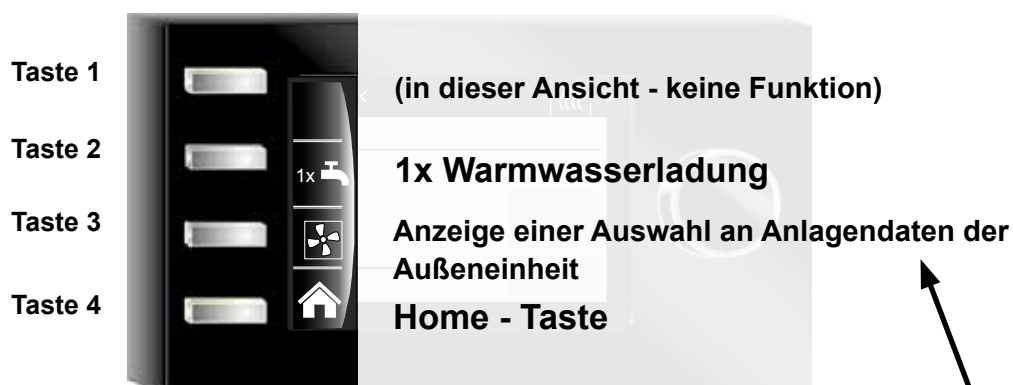 Taste 1
(in dieser Ansicht - keine Funktion)
Taste 2
1x
1x Warmwasserladung
Taste 3
Anzeige einer Auswahl an Anlagendaten der
Außeneinheit
Taste 4
Home - Taste